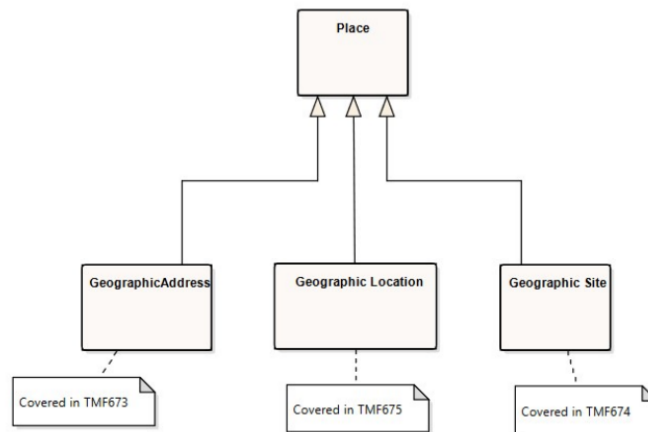 Place
GeographicAddress
Geographic Location
Geographic Site
Covered in TMF673
Covered in TMF675
Covered in TMF674